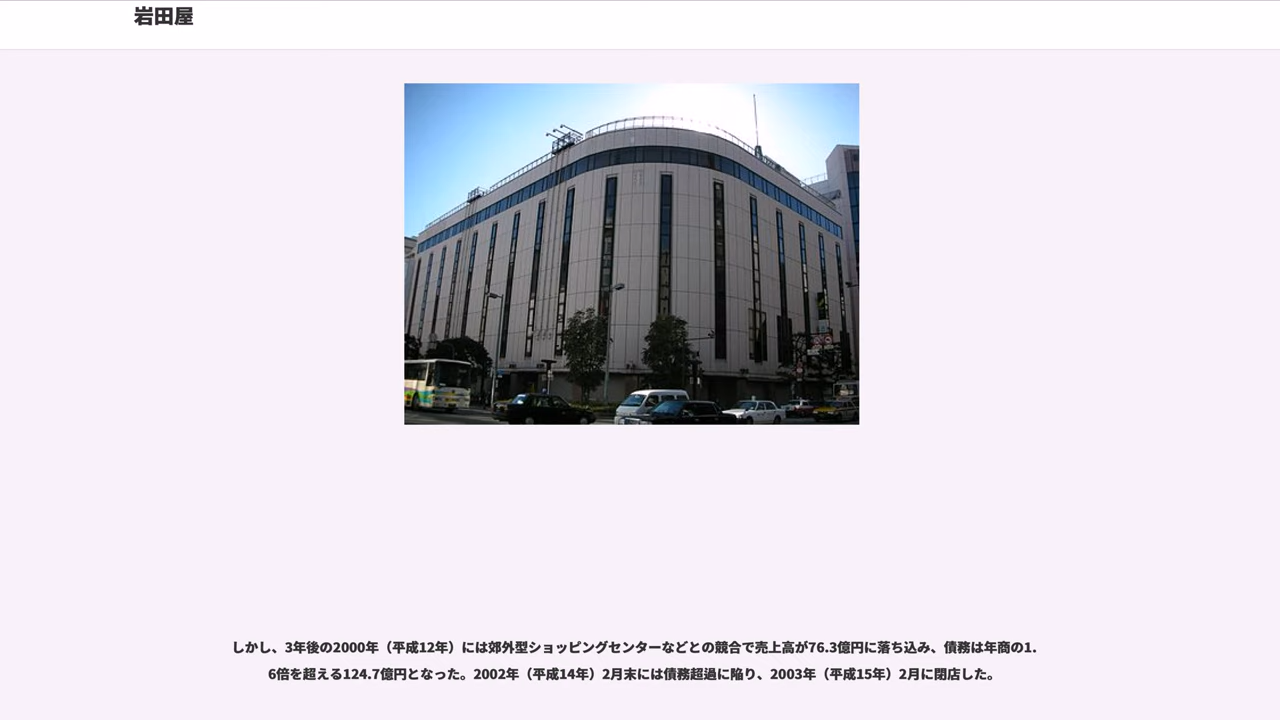 岩田屋
しかし、3年後の2000年（平成12年）には郊外型ショッピングセンターなどとの競合で売上高が76.3億円に落ち込み、債務は年商の1.
6倍を超える124.7億円となった。2002年（平成14年）2月末には債務超過に陥り、2003年（平成15年）2月に閉店した。